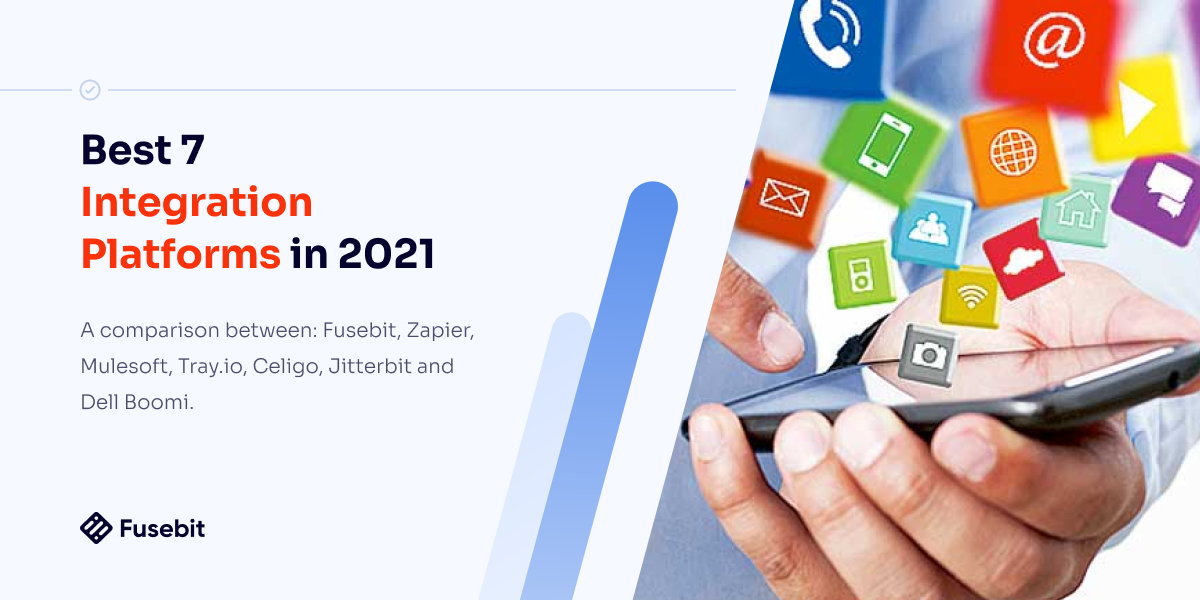 Best 7
Integration
Platforms in 2021
A comparison between: Fusebit, Zapier,
Mulesoft, Tray.io, Celigo, Jitterbit and
Dell Boomi.
Fusebit
@